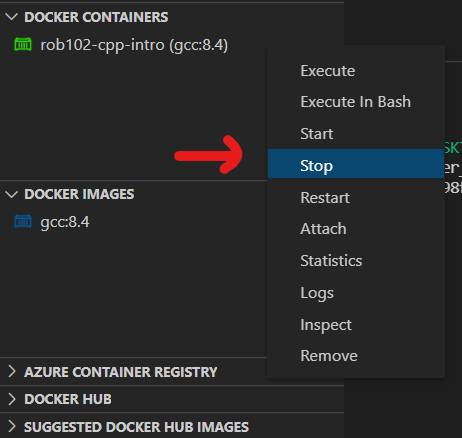 DOCKER CONTAINERS
rob102-cpp-intro (gcc:8.4)
Execute
Execute In Bash
Start
Stop
Restart
Attach
Statistics
Logs
Inspect
Remove
DOCKER IMAGES
gcc:8.4
AZURE CONTAINER REGISTRY
DOCKER HUB
SUGGESTED DOCKER HUB IMAGES